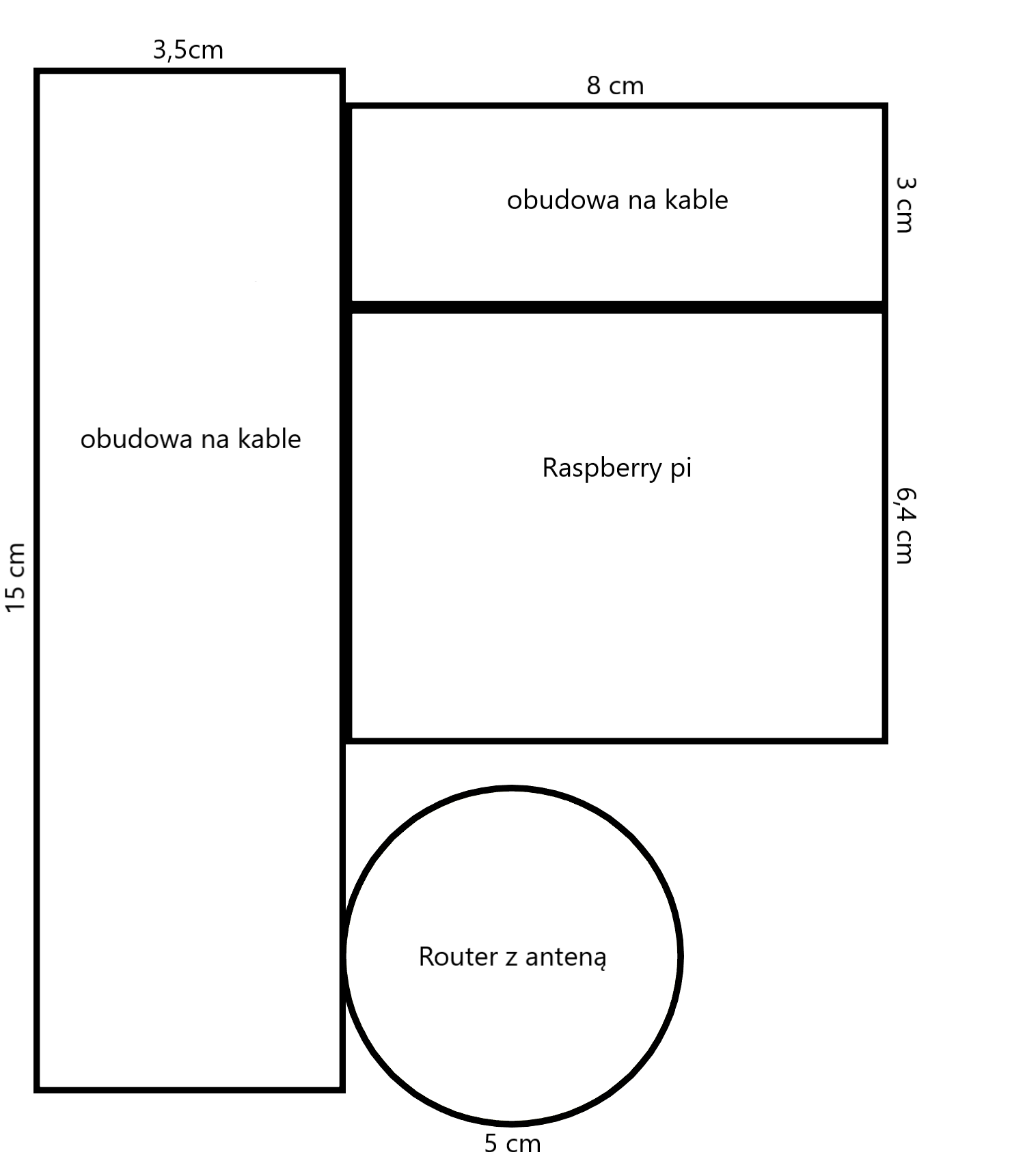 3,5cm
8 cm
obudowa na kable
3 cm
obudowa na kable
Raspberry pi
6,4 cm
15 cm
Router z anteną
5 cm